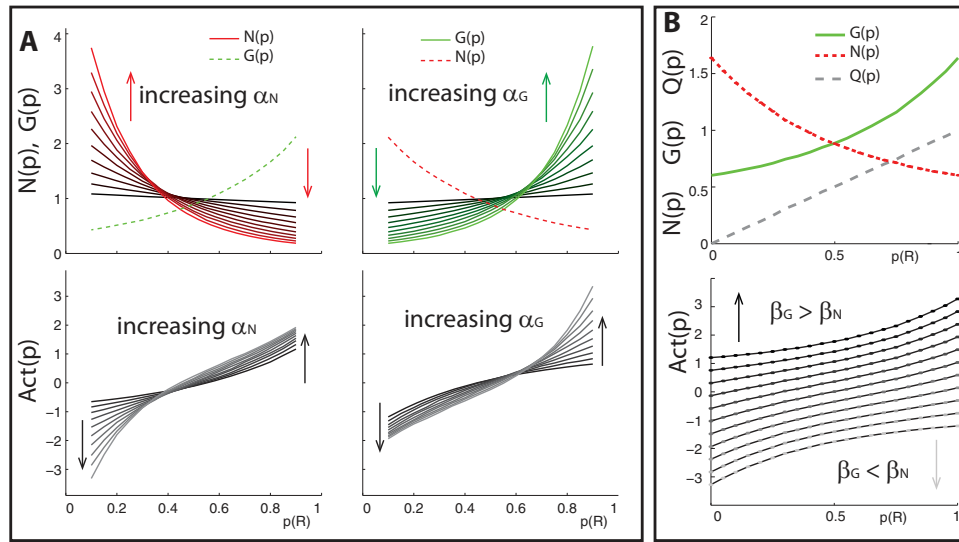 A
N(p)
G(p)
G(p)
N(p)
increasing αN
increasing αG
N(p), G(p)
4
3
2
1
0
increasing αN
increasing αG
Act(p)
3
2
1
0
−1
−2
−3
0
0.2
0.4
0.6
0.8
1
p(R)
0
0.2
0.4
0.6
0.8
1
p(R)
B
G(p)
N(p)
Q(p)
N(p) G(p) Q(p)
2
1.5
1
0.5
0
0
0.5
1
p(R)
βG > βN
βG < βN
Act(p)
3
2
1
0
−1
−2
−3
0
0.5
1
p(R)